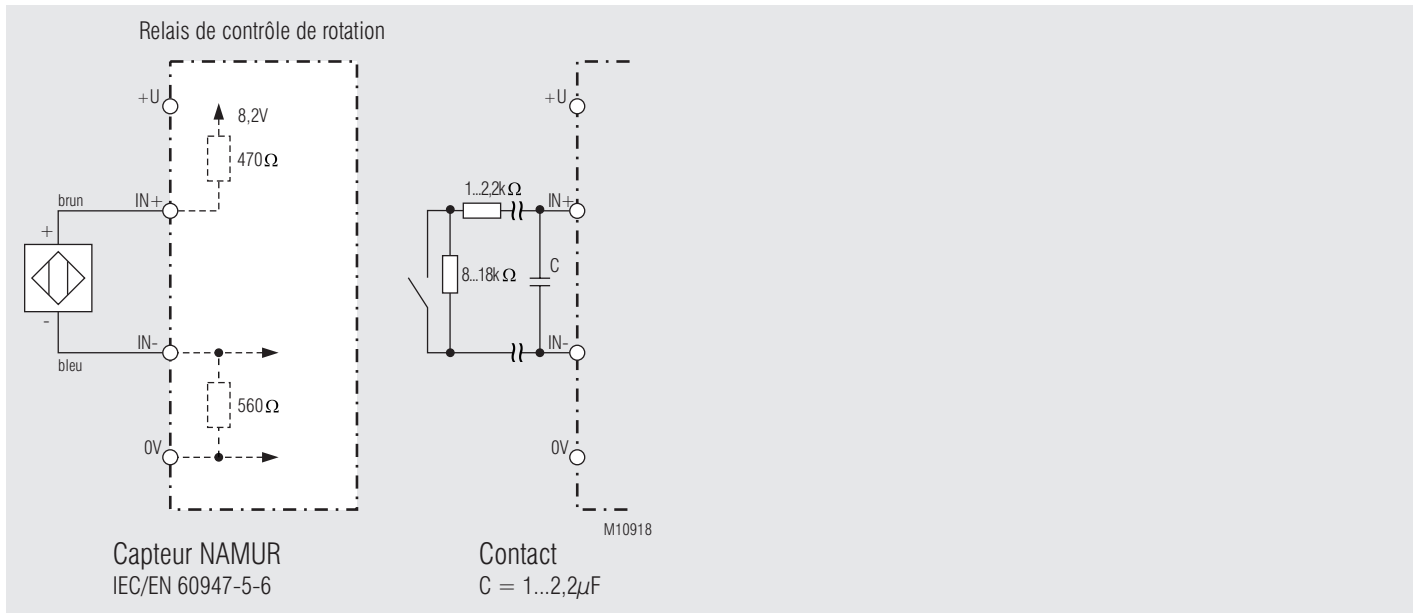 Relais de contrôle de rotation
+U
8,2V
470Ω
brun
IN+
+
-
IN-
bleu
560Ω
0V
Capteur NAMUR
IEC/EN 60947-5-6
+U
1...2,2kΩ
IN+
8...18kΩ
C
IN-
0V
M10918
Contact
C = 1...2,2µF